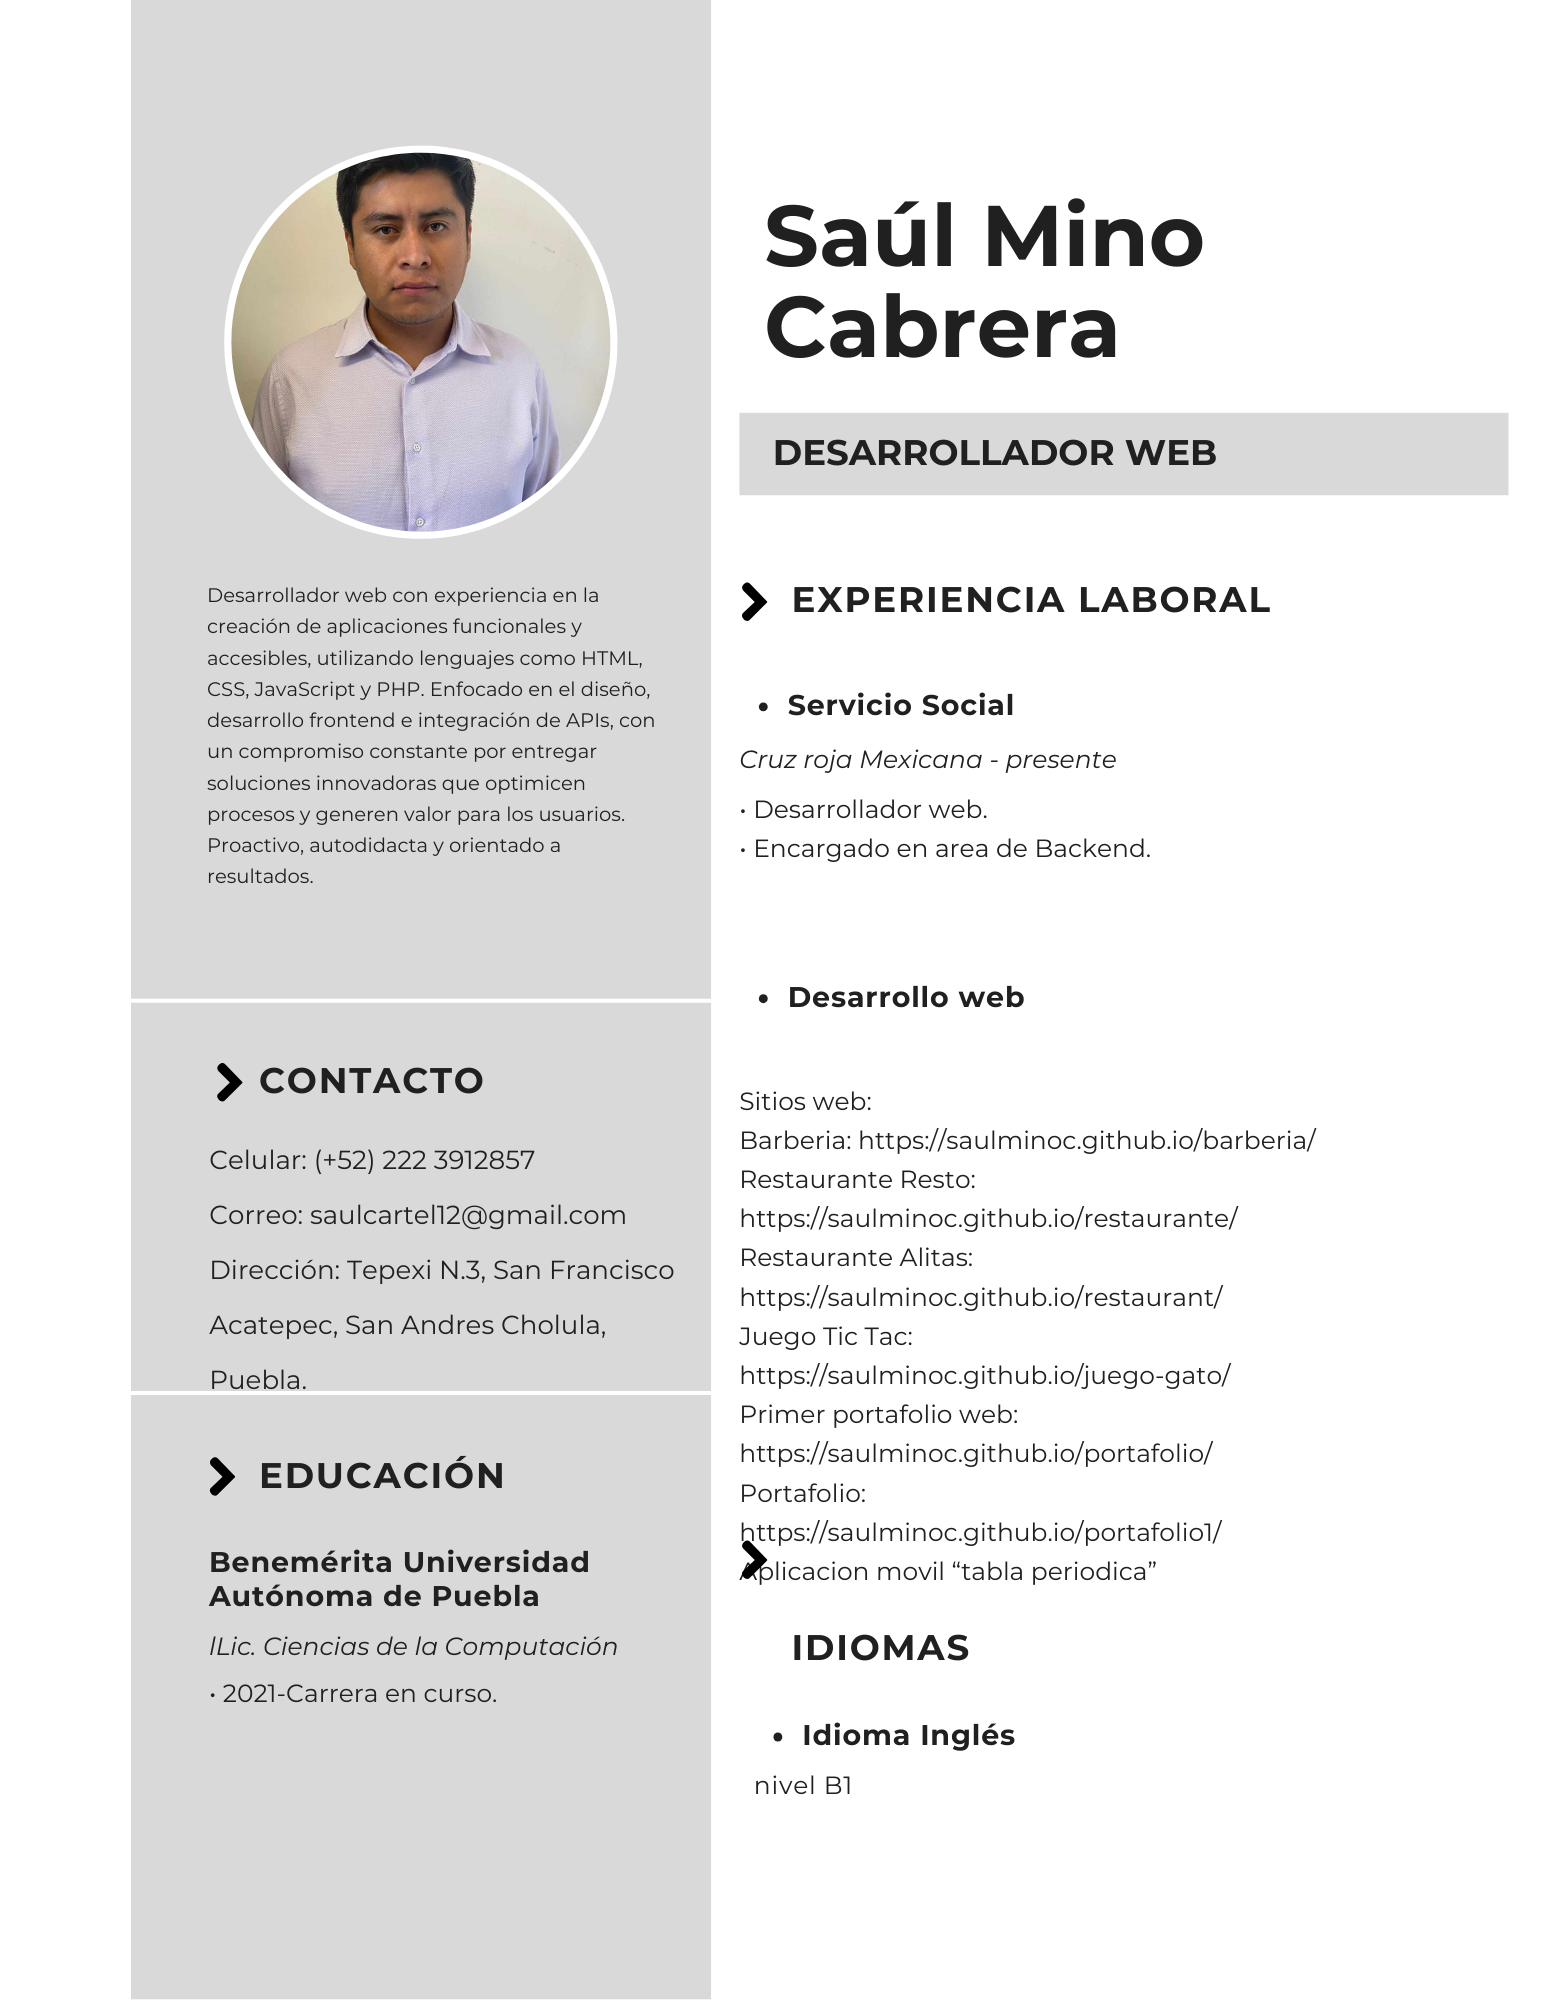 Saúl Mino
Cabrera
DESARROLLADOR WEB
Desarrollador web con experiencia en la
creación de aplicaciones funcionales y
accesibles, utilizando lenguajes como HTML,
CSS, JavaScript y PHP. Enfocado en el diseño,
desarrollo frontend e integración de APIs, con
un compromiso constante por entregar
soluciones innovadoras que optimicen
procesos y generen valor para los usuarios.
Proactivo, autodidacta y orientado a
resultados.
CONTACTO
Celular: (+52) 222 3912857
Correo: saulcartel12@gmail.com
Dirección: Tepexi N.3, San Francisco
Acatepec, San Andres Cholula,
Puebla.
EDUCACIÓN
Benemérita Universidad
Autónoma de Puebla
lLic. Ciencias de la Computación
• 2021-Carrera en curso.
EXPERIENCIA LABORAL
• Servicio Social
Cruz roja Mexicana - presente
• Desarrollador web.
• Encargado en area de Backend.
• Desarrollo web
Sitios web:
Barberia: https://saulminoc.github.io/barberia/
Restaurante Resto:
https://saulminoc.github.io/restaurante/
Restaurante Alitas:
https://saulminoc.github.io/restaurant/
Juego Tic Tac:
https://saulminoc.github.io/juego-gato/
Primer portafolio web:
https://saulminoc.github.io/portafolio/
Portafolio:
https://saulminoc.github.io/portafolio1/
Aplicacion movil “tabla periodica”
IDIOMAS
• Idioma Inglés
nivel B1